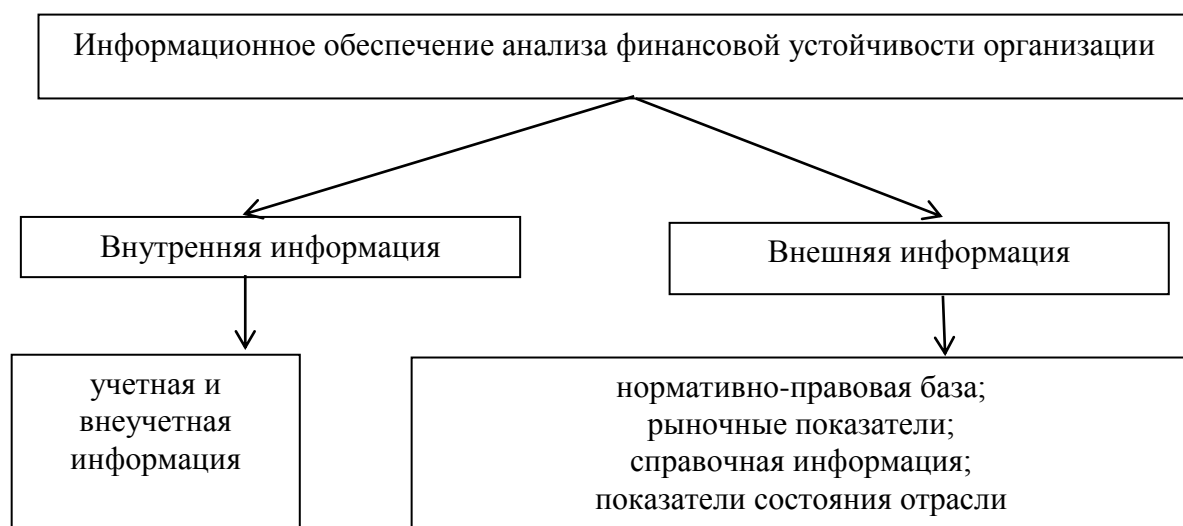 Информационное обеспечение анализа финансовой устойчивости организации
Внутренняя информация
Внешняя информация
учетная и
внеучетная
информация
нормативно-правовая база;
рыночные показатели;
справочная информация;
показатели состояния отрасли